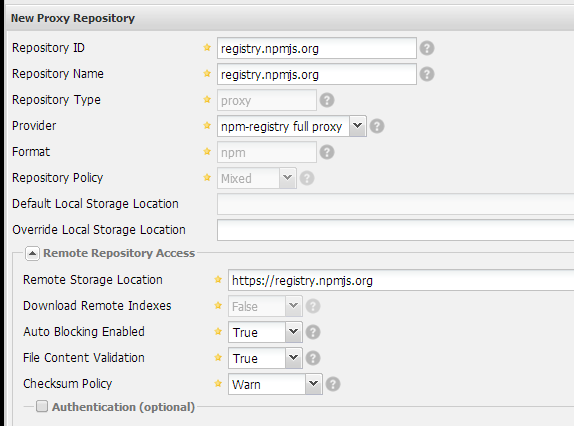 New Proxy Repository
Repository ID registry.npmjs.org ?
Repository Name registry.npmjs.org ?
Repository Type proxy ?
Provider npm-registry full proxy ?
Format npm ?
Repository Policy Mixed ?
Default Local Storage Location
Override Local Storage Location
Remote Repository Access
Remote Storage Location https://registry.npmjs.org
Download Remote Indexes False ?
Auto Blocking Enabled True ?
File Content Validation True ?
Checksum Policy Warn ?
Authentication (optional)